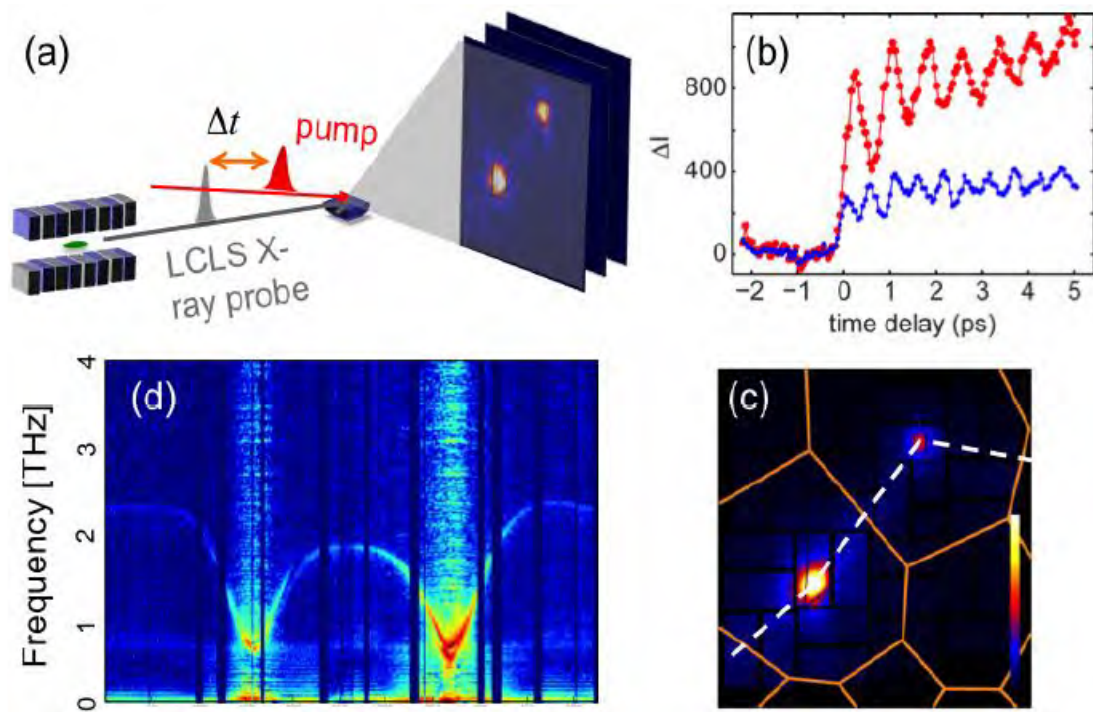 (a)
Δt
pump
LCLS X-
ray probe
(b)
800
400
0
ΔI
−2 −1 0 1 2 3 4 5
time delay (ps)
(d)
4
3
2
1
0
Frequency [THz]
(c)